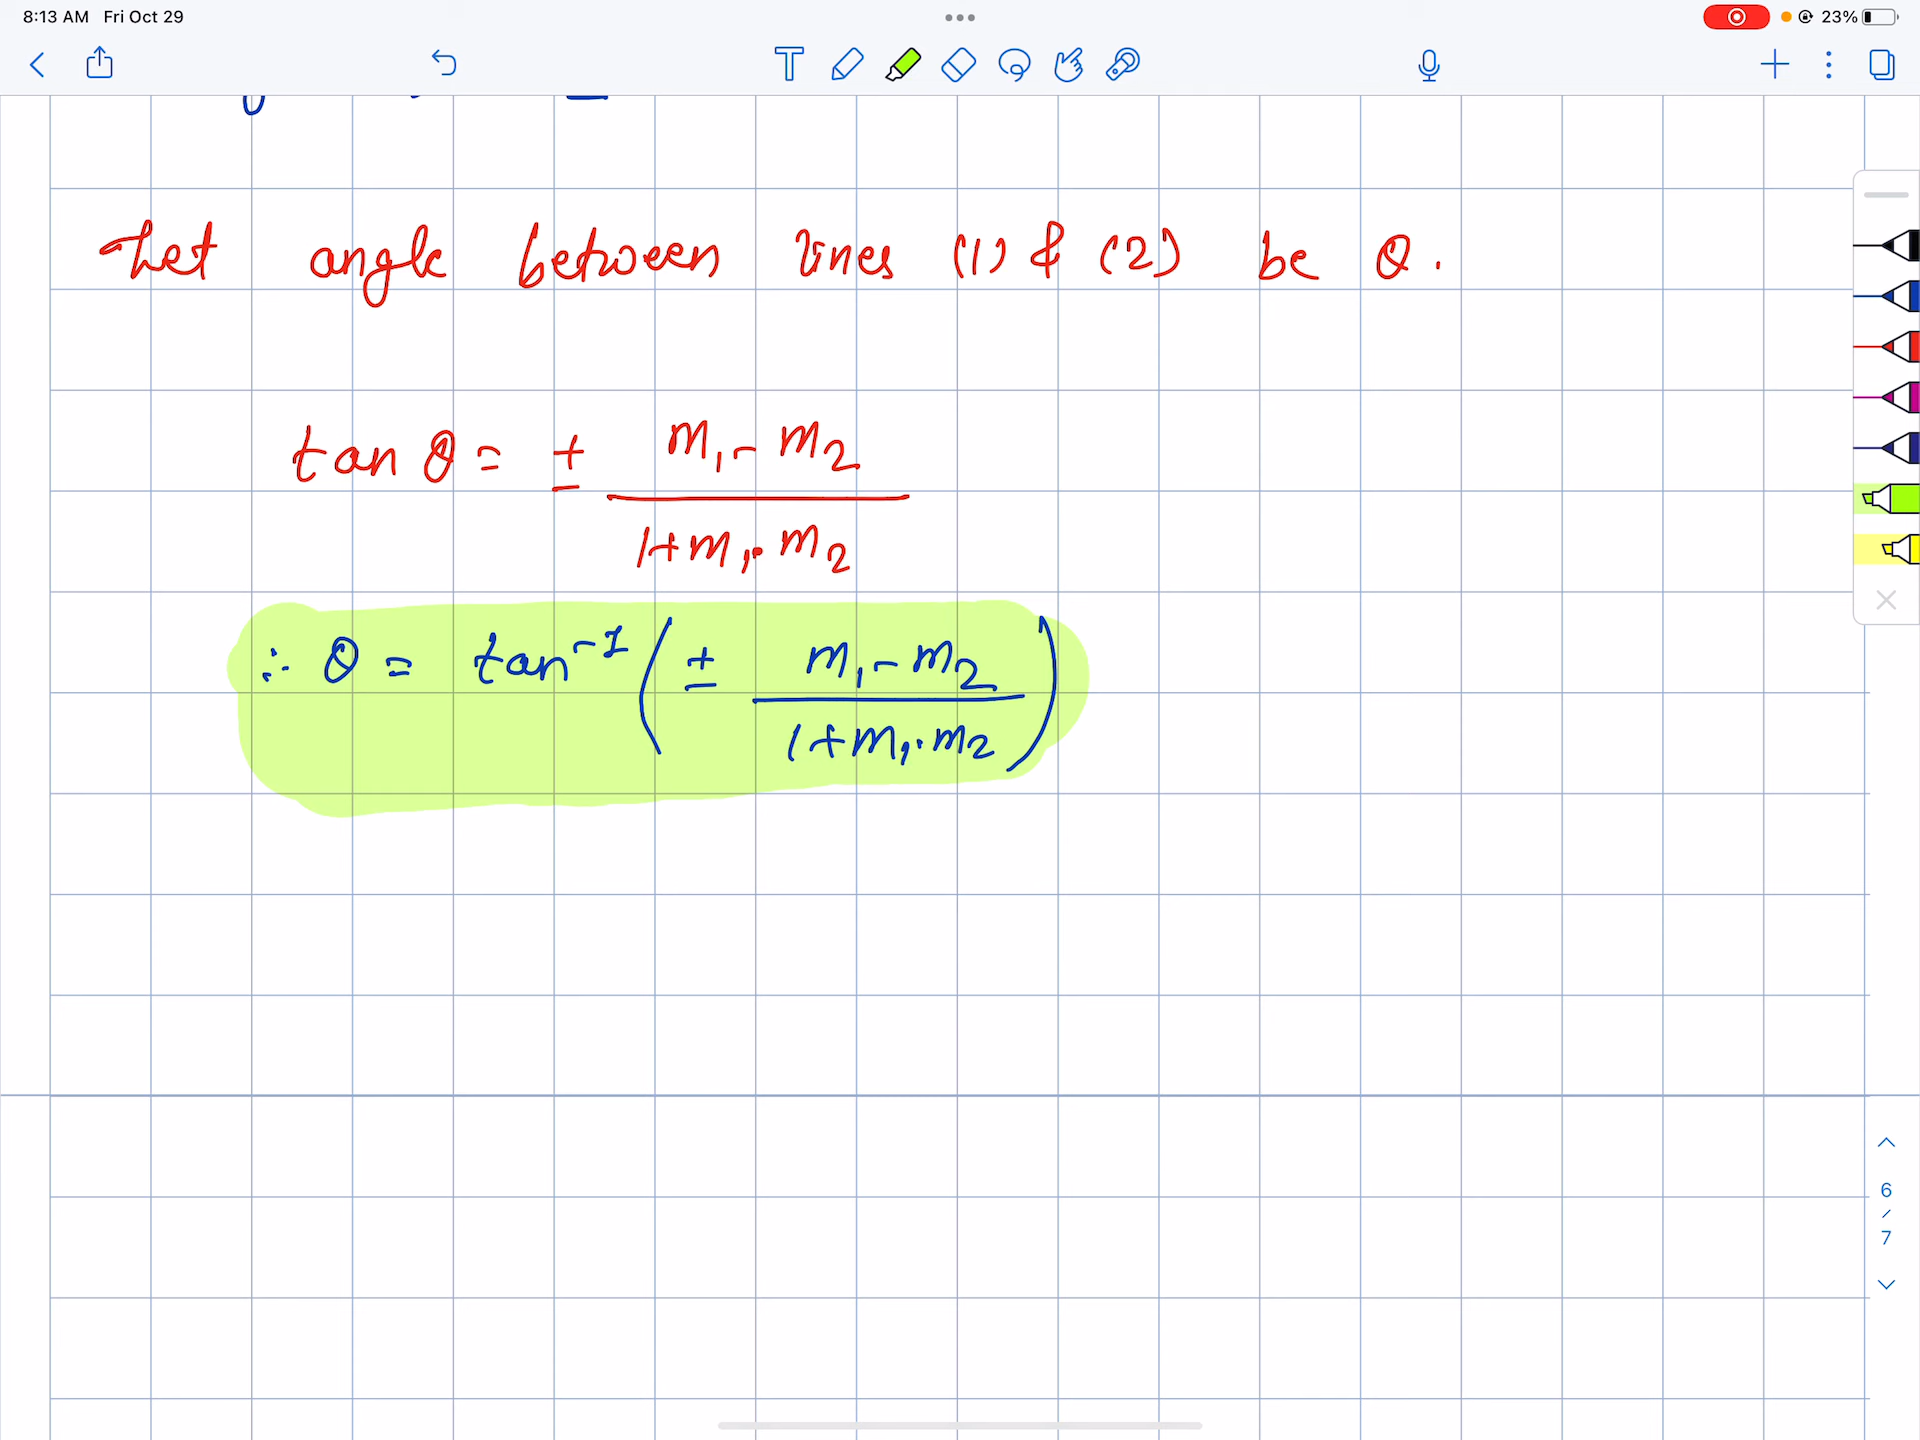 8:13 AM Fri Oct 29
23%
Let angle between lines (1) & (2) be θ.
tan θ = ± m₁ - m₂
1+m₁·m₂
∴ θ = tan⁻¹ ( ± m₁ - m₂ )
1+m₁·m₂
6
/
7